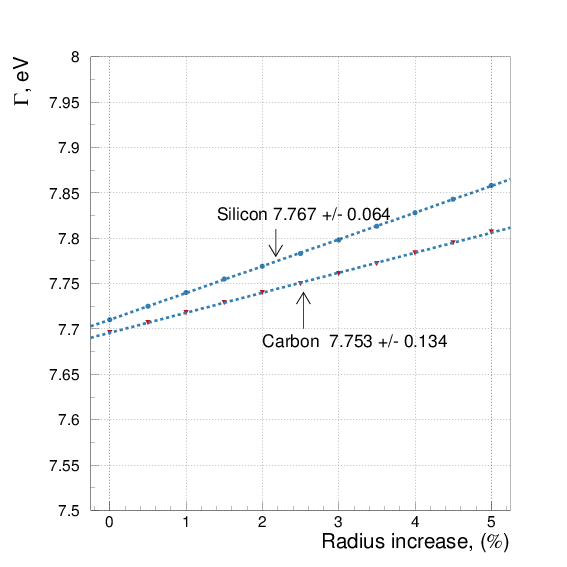 Γ, eV
8
7.95
7.9
7.85
7.8
7.75
7.7
7.65
7.6
7.55
7.5
Silicon 7.767 +/- 0.064
Carbon 7.753 +/- 0.134
0 1 2 3 4 5
Radius increase, (%)